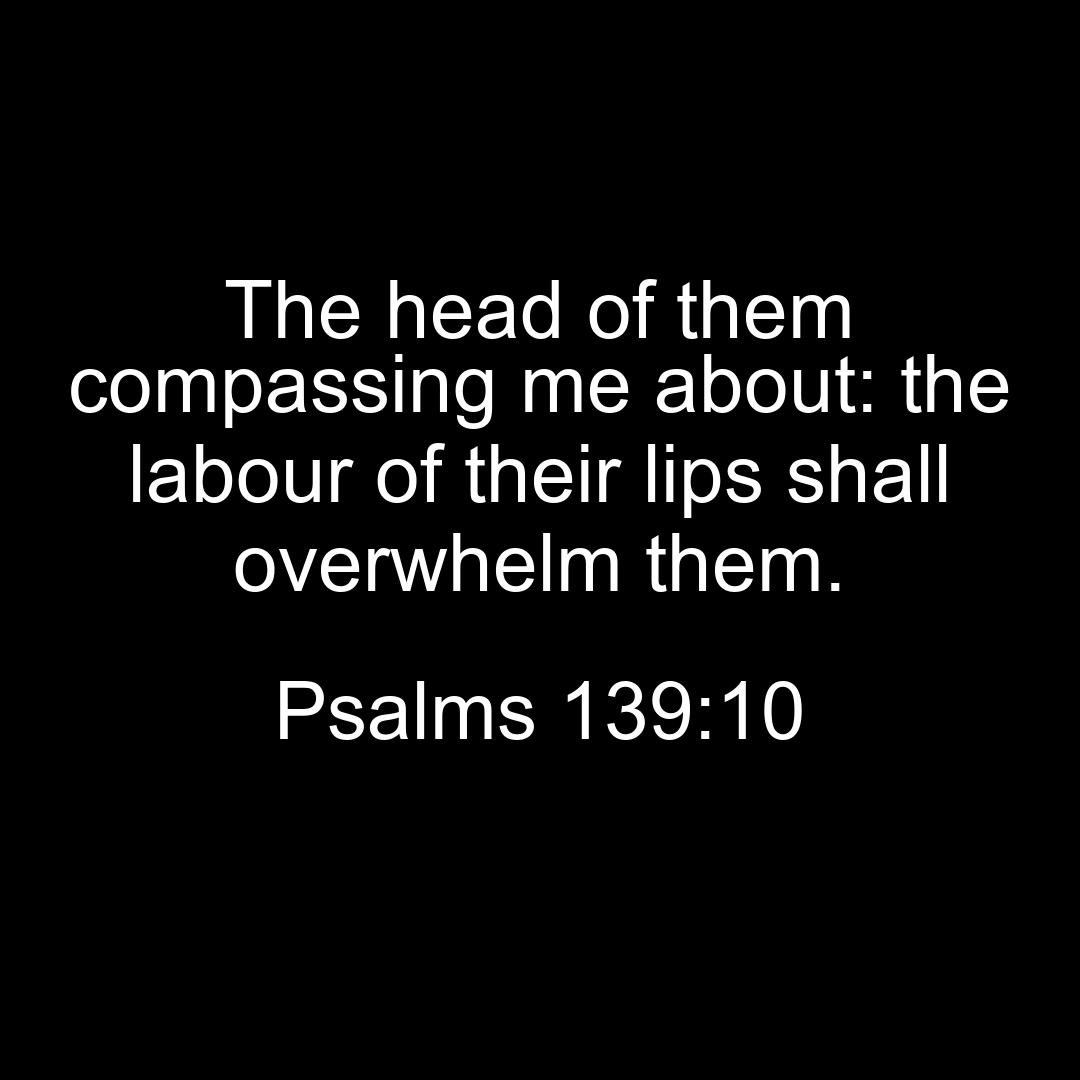 The head of them
compassing me about: the
labour of their lips shall
overwhelm them.
Psalms 139:10